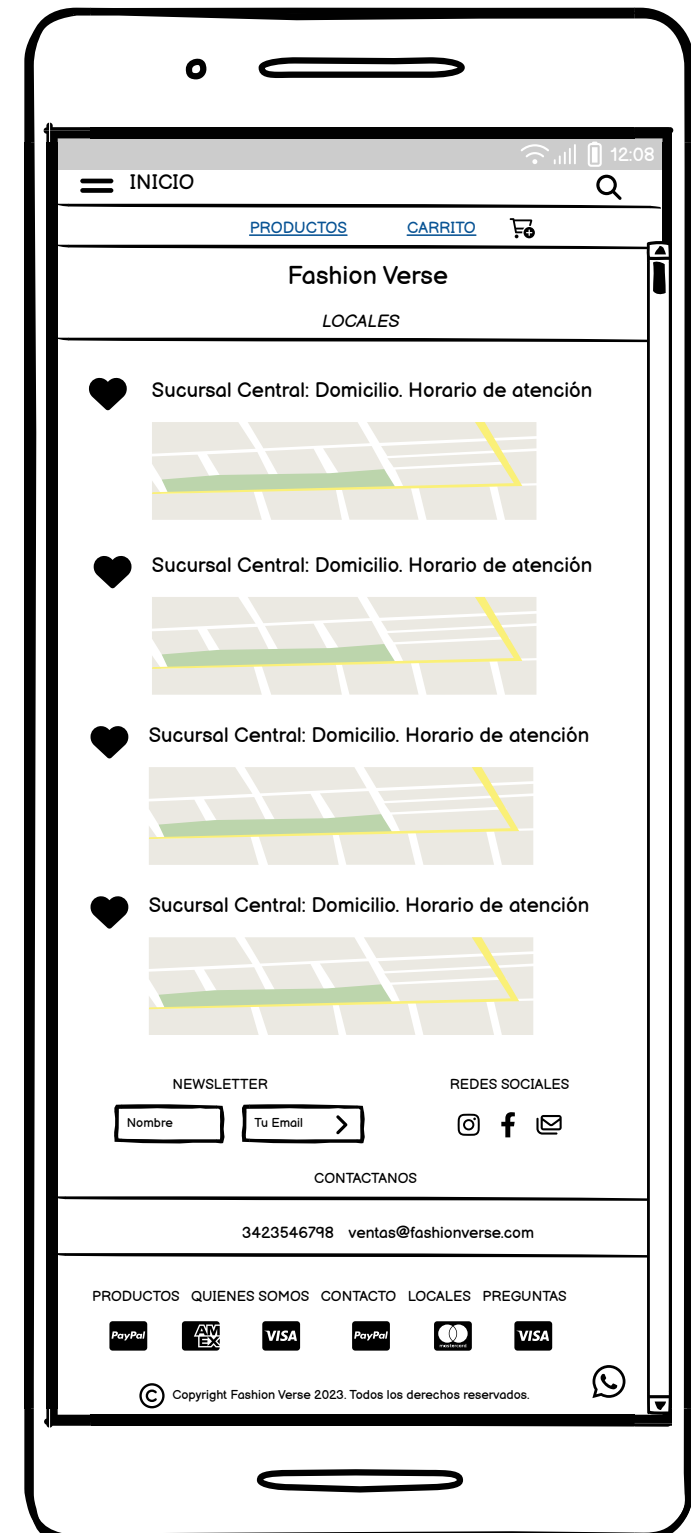 12:08
INICIO
PRODUCTOS CARRITO
Fashion Verse
LOCALES
Sucursal Central: Domicilio. Horario de atención
Sucursal Central: Domicilio. Horario de atención
Sucursal Central: Domicilio. Horario de atención
Sucursal Central: Domicilio. Horario de atención
NEWSLETTER REDES SOCIALES
Nombre Tu Email
CONTACTANOS
3423546798 ventas@fashionverse.com
PRODUCTOS QUIENES SOMOS CONTACTO LOCALES PREGUNTAS
PayPal AMEX VISA PayPal mastercard VISA
© Copyright Fashion Verse 2023. Todos los derechos reservados.